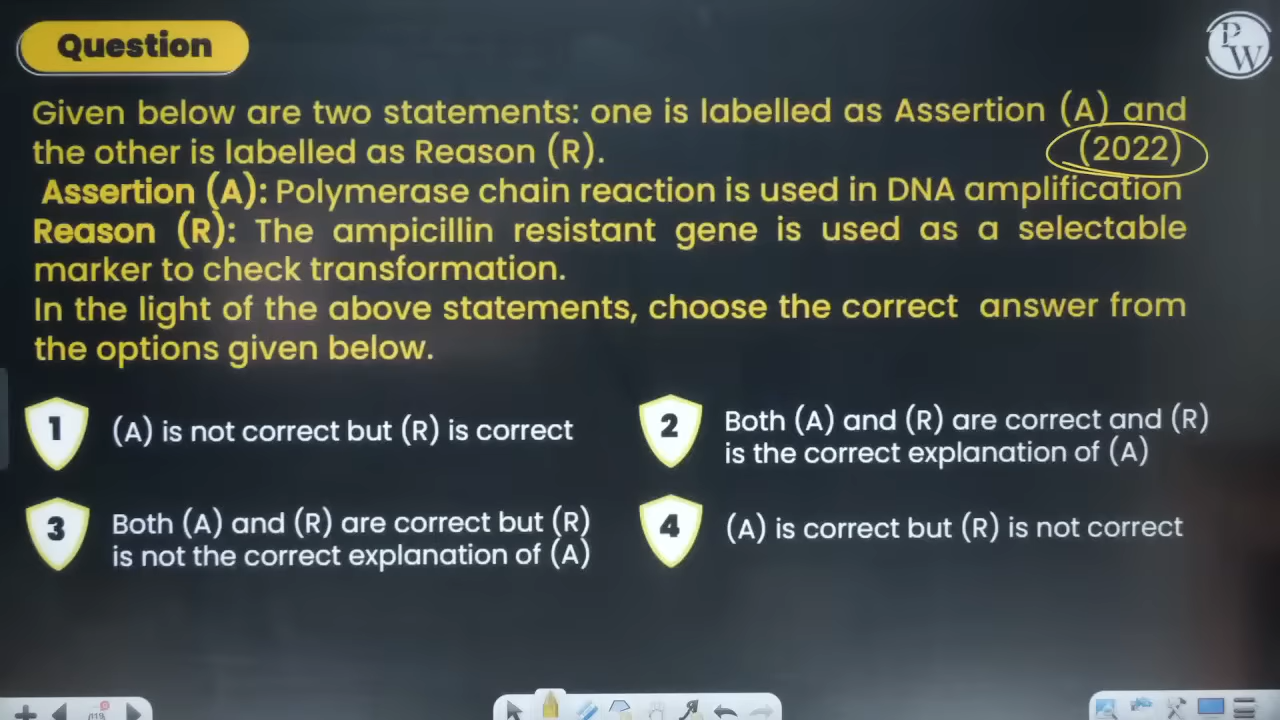 Question
PW
Given below are two statements: one is labelled as Assertion (A) and
the other is labelled as Reason (R).
(2022)
Assertion (A): Polymerase chain reaction is used in DNA amplification
Reason (R): The ampicillin resistant gene is used as a selectable
marker to check transformation.
In the light of the above statements, choose the correct answer from
the options given below.
1 (A) is not correct but (R) is correct
2 Both (A) and (R) are correct and (R)
is the correct explanation of (A)
3 Both (A) and (R) are correct but (R)
is not the correct explanation of (A)
4 (A) is correct but (R) is not correct